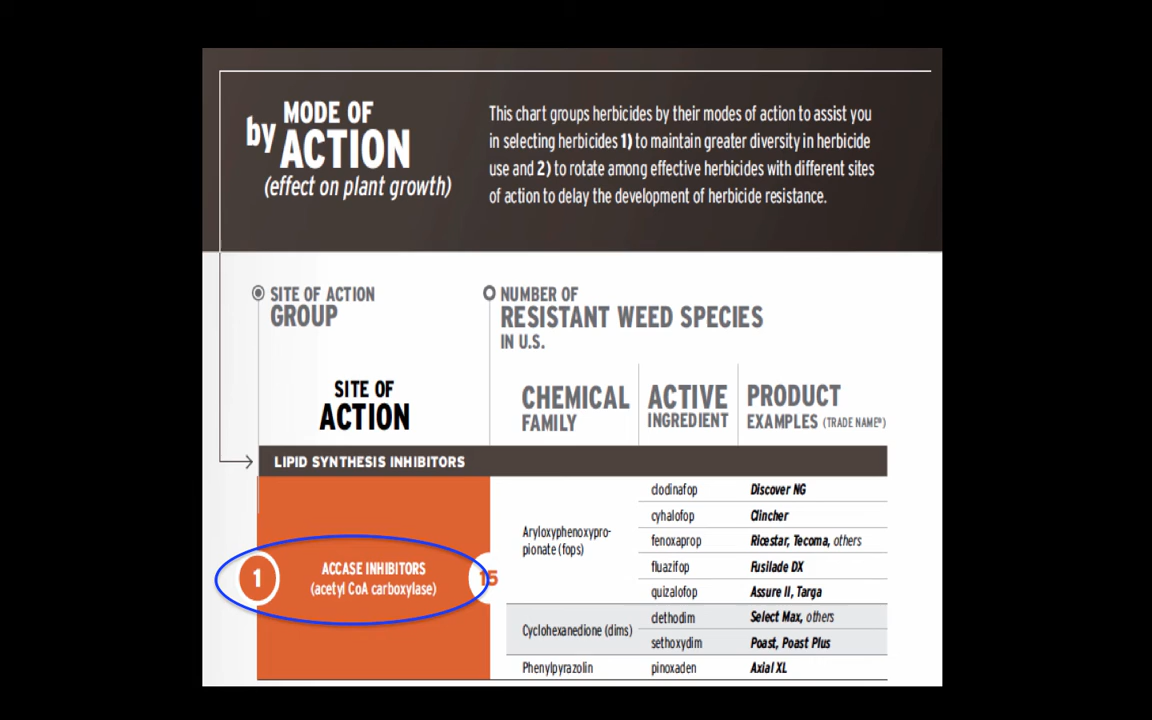 by MODE OF
ACTION
(effect on plant growth)
This chart groups herbicides by their modes of action to assist you
in selecting herbicides 1) to maintain greater diversity in herbicide
use and 2) to rotate among effective herbicides with different sites
of action to delay the development of herbicide resistance.
SITE OF ACTION
GROUP
NUMBER OF
RESISTANT WEED SPECIES
IN U.S.
SITE OF
ACTION
CHEMICAL
FAMILY
ACTIVE
INGREDIENT
PRODUCT
EXAMPLES (TRADE NAME®)
LIPID SYNTHESIS INHIBITORS
1
ACCASE INHIBITORS
(acetyl CoA carboxylase)
15
Aryloxyphenoxypro-
pionate (fops)
clodinafop Discover NG
cyhalofop Clincher
fenoxaprop Ricestar, Tecoma, others
fluazifop Fusilade DX
quizalofop Assure II, Targa
Cyclohexanedione (dims)
clethodim Select Max, others
sethoxydim Poast, Poast Plus
Phenylpyrazolin pinoxaden Axial XL